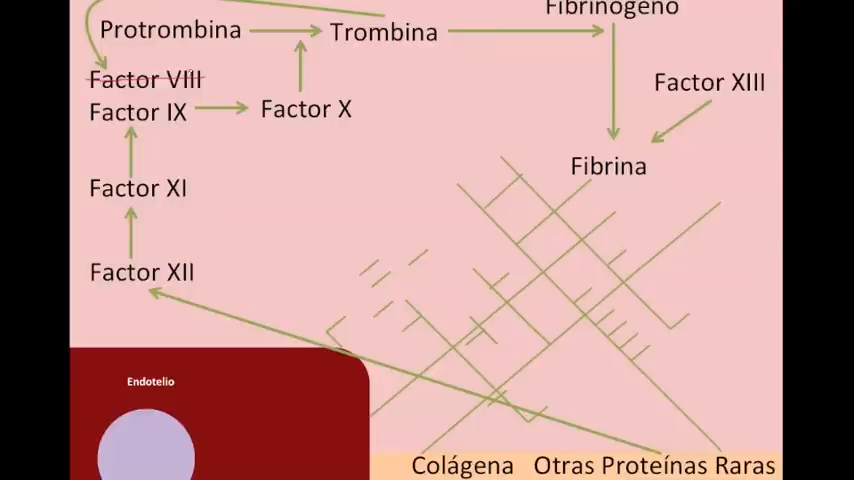 Fibrinógeno
Protrombina
Trombina
Factor VIII
Factor XIII
Factor IX
Factor X
Fibrina
Factor XI
Factor XII
Endotelio
Colágena
Otras Proteínas Raras